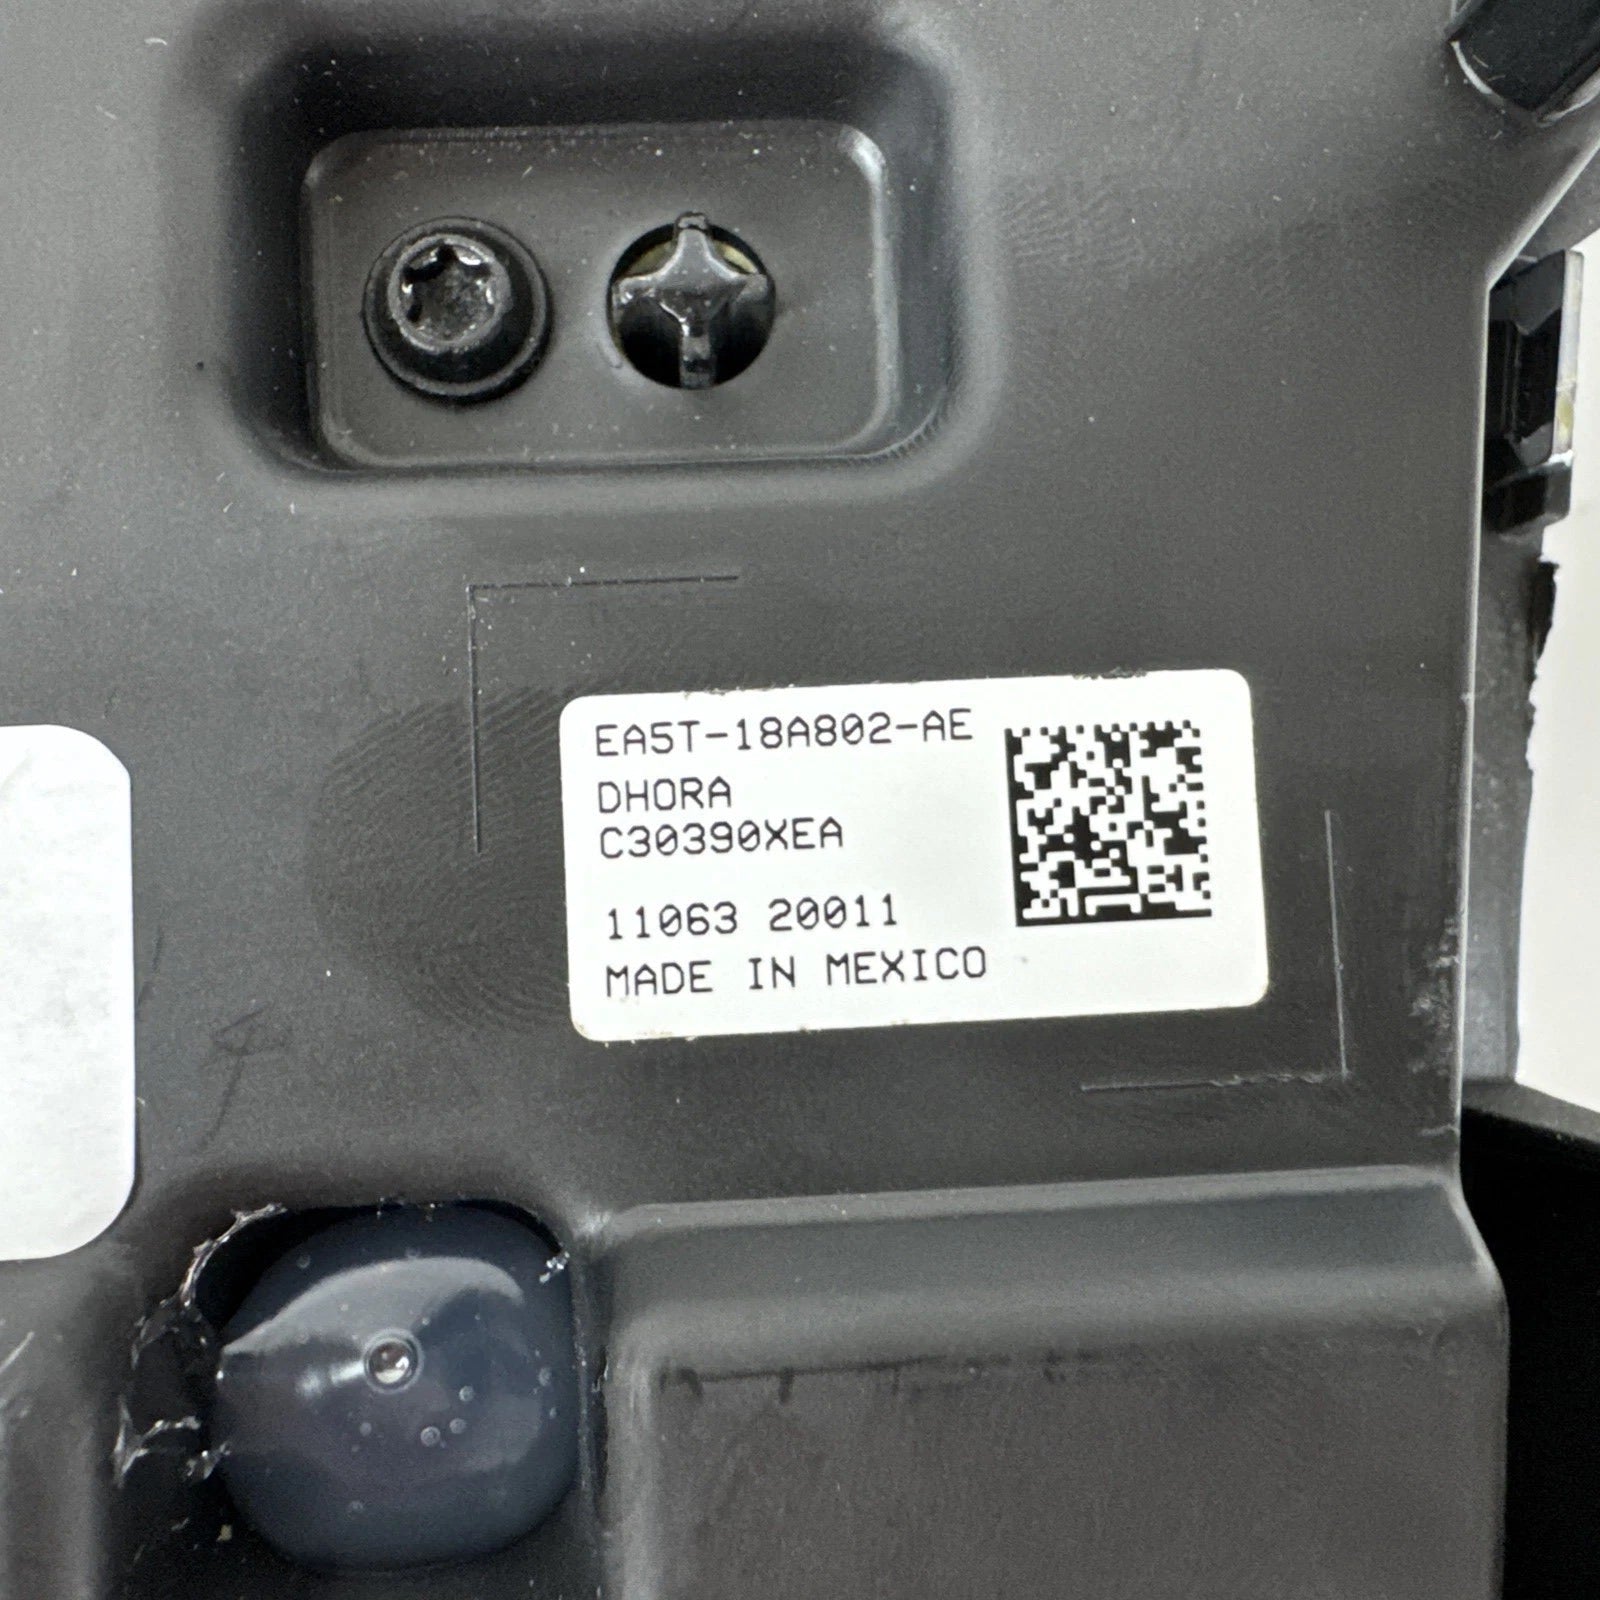 EA5T-18A802-AE
DHORA
C30390XEA
11063 20011
MADE IN MEXICO